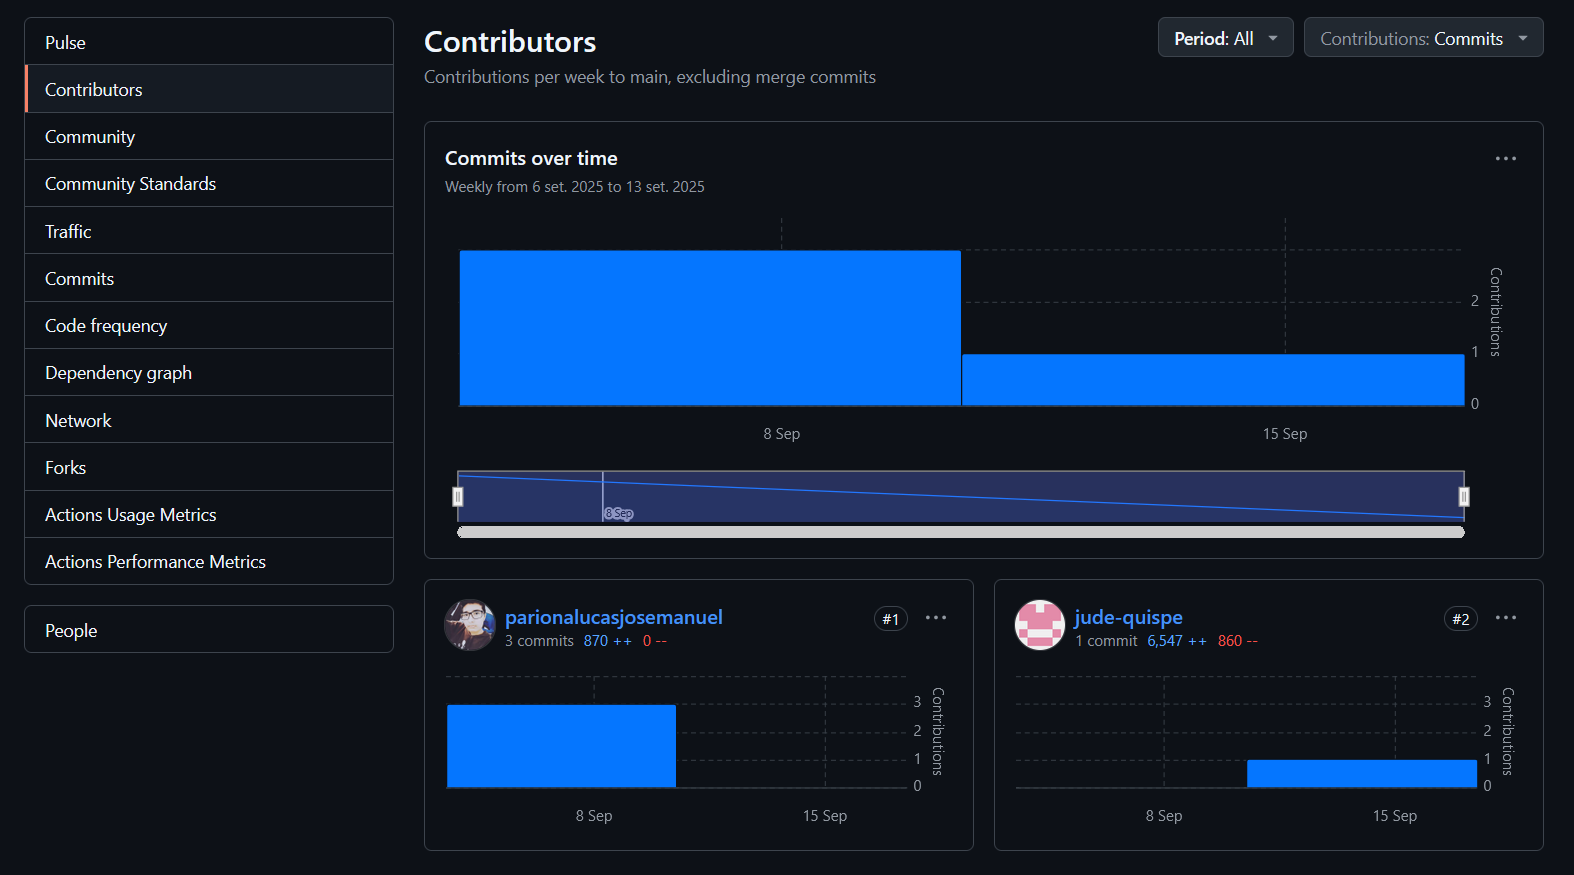 Pulse
Contributors
Community
Community Standards
Traffic
Commits
Code frequency
Dependency graph
Network
Forks
Actions Usage Metrics
Actions Performance Metrics
People
Contributors
Contributions per week to main, excluding merge commits
Period: All
Contributions: Commits
Commits over time
Weekly from 6 set. 2025 to 13 set. 2025
2
1
0
Contributions
8 Sep
15 Sep
8 Sep
parionalucasjosemanuel
#1
3 commits 870 ++ 0 --
3
2
1
0
Contributions
8 Sep
15 Sep
jude-quispe
#2
1 commit 6,547 ++ 860 --
3
2
1
0
Contributions
8 Sep
15 Sep